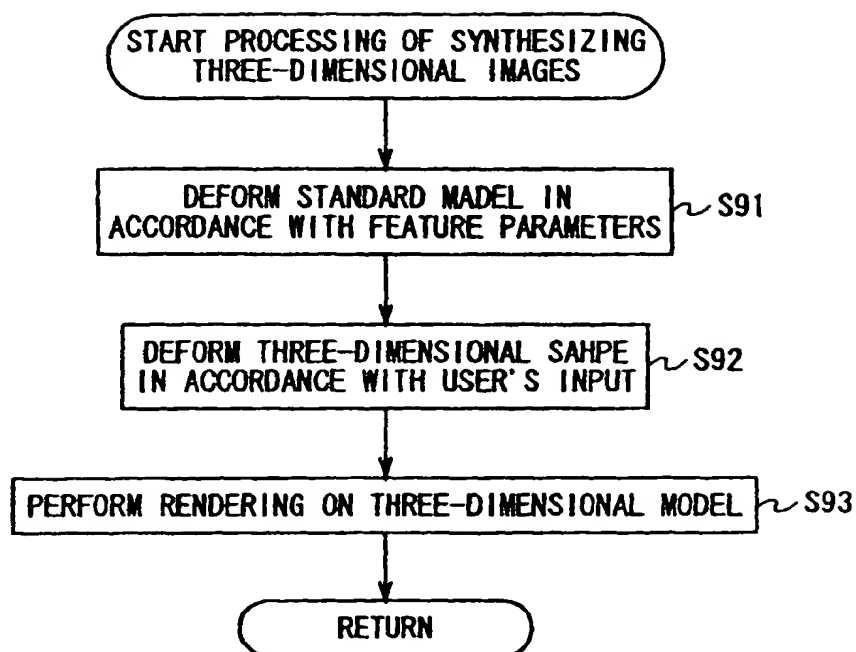 START PROCESSING OF SYNTHESIZING
THREE-DIMENSIONAL IMAGES
DEFORM STANDARD MADEL IN
ACCORDANCE WITH FEATURE PARAMETERS
S91
DEFORM THREE-DIMENSIONAL SAHPE
IN ACCORDANCE WITH USER'S INPUT
S92
PERFORM RENDERING ON THREE-DIMENSIONAL MODEL
S93
RETURN